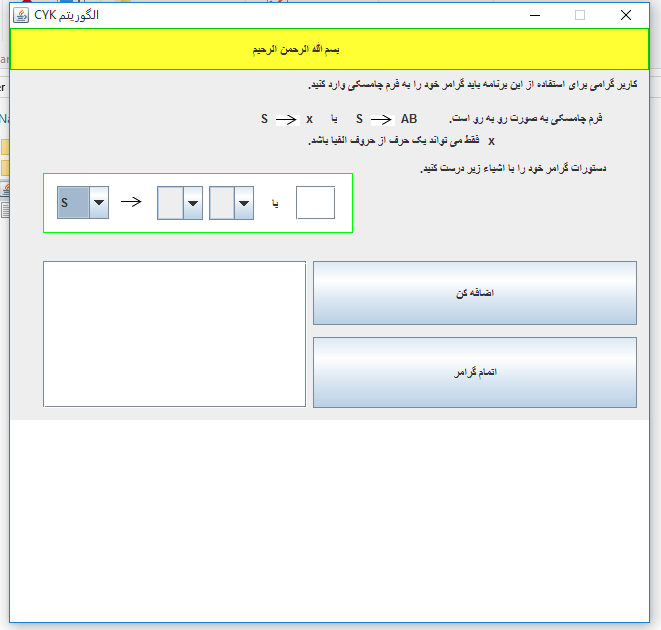 الگوریتم CYK
بسم الله الرحمن الرحیم
کاربر گرامی برای استفاده از این برنامه باید گرامر خود را به فرم چامسکی وارد کنید.
فرم چامسکی به صورت رو به رو است. S → AB یا S → x
x فقط می تواند یک حرف از حروف الفبا باشد.
دستورات گرامر خود را با اشیاء زیر درست کنید.
S → یا
اضافه کن
اتمام گرامر